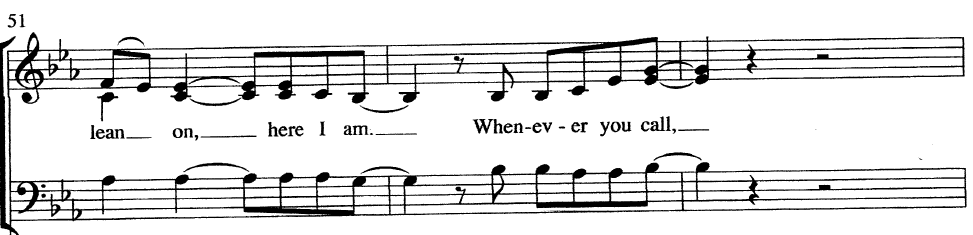 51
lean on, here I am. When-ev-er you call,